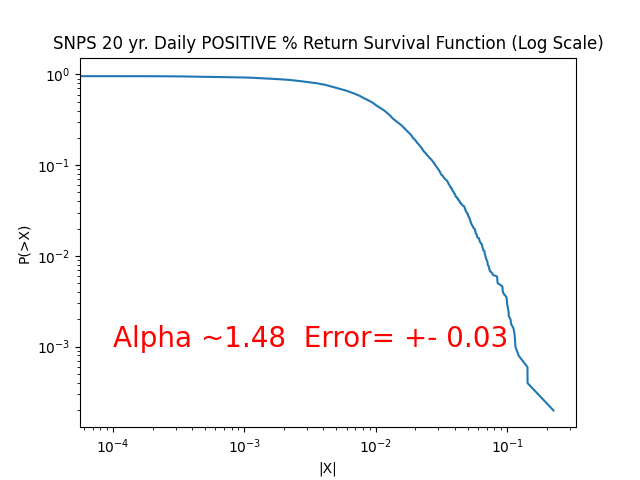 SNPS 20 yr. Daily POSITIVE % Return Survival Function (Log Scale)
10⁰
10⁻¹
10⁻²
10⁻³
P(>X)
Alpha ~1.48  Error= +- 0.03
10⁻⁴
10⁻³
10⁻²
10⁻¹
|X|